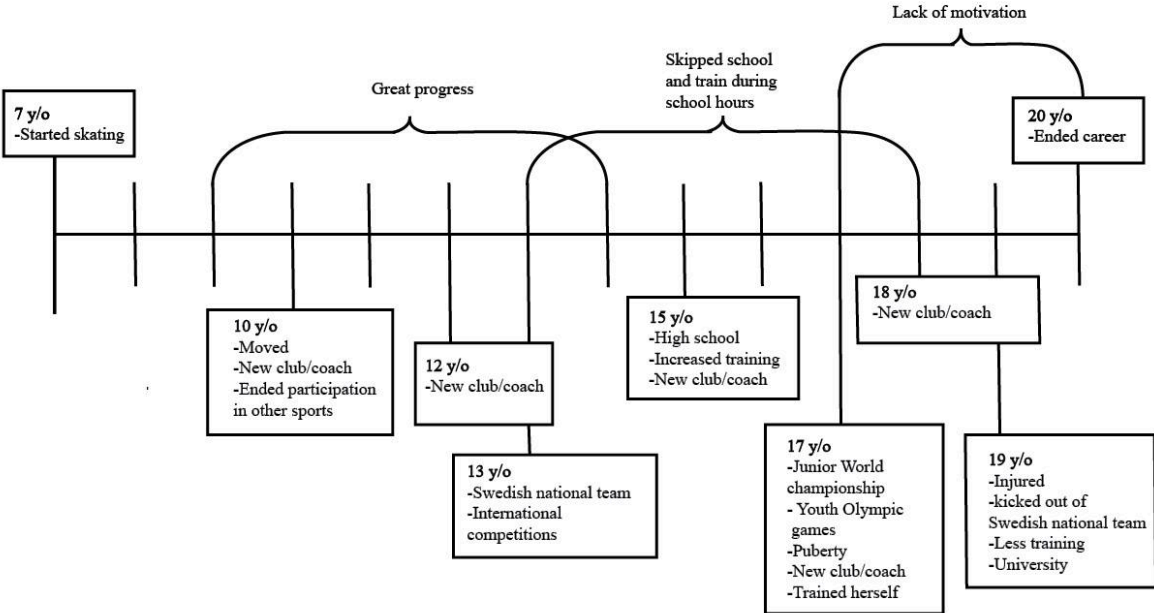 Lack of motivation
Skipped school
and train during
school hours
Great progress
7 y/o
-Started skating
20 y/o
-Ended career
10 y/o
-Moved
-New club/coach
-Ended participation
in other sports
12 y/o
-New club/coach
13 y/o
-Swedish national team
-International
competitions
15 y/o
-High school
-Increased training
-New club/coach
17 y/o
-Junior World
championship
- Youth Olympic
games
-Puberty
-New club/coach
-Trained herself
18 y/o
-New club/coach
19 y/o
-Injured
-kicked out of
Swedish national team
-Less training
-University